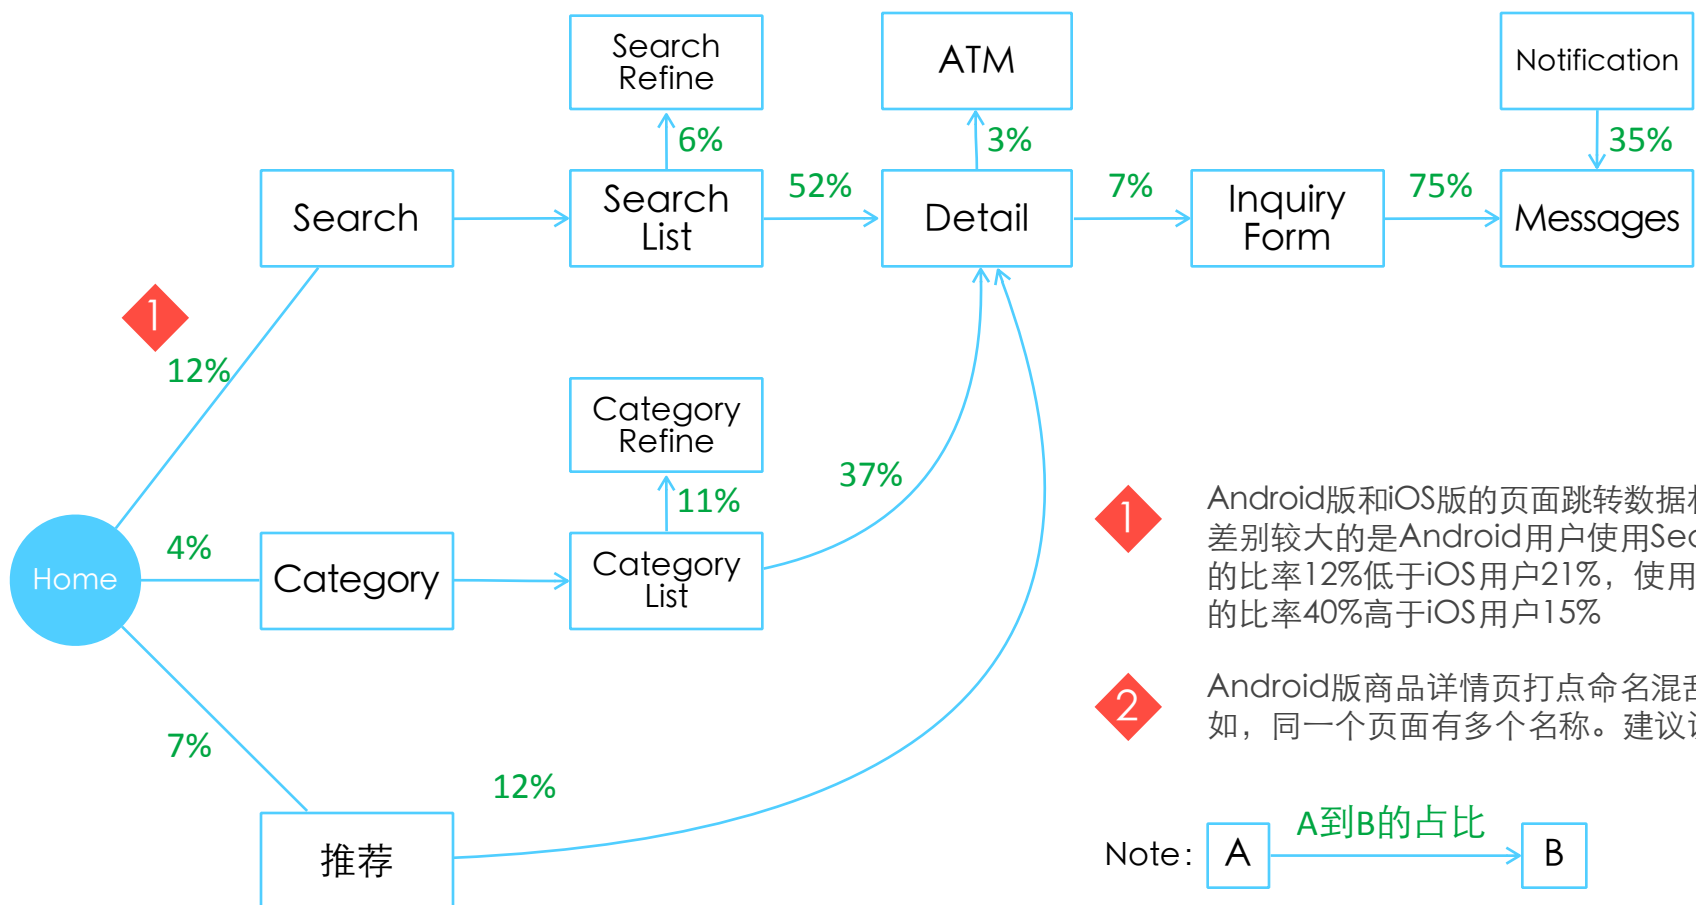 Search
Refine
ATM
Notification
6%
3%
35%
Search
Search
List
52%
Detail
7%
Inquiry
Form
75%
Messages
1
12%
Category
Refine
11%
37%
Home
4%
Category
Category
List
7%
12%
推荐
1
Android版和iOS版的页面跳转数据
差别较大的是Android用户使用Sea
的比率12%低于iOS用户21%，使用
的比率40%高于iOS用户15%
2
Android版商品详情页打点命名混
如，同一个页面有多个名称。建议
Note:
A
A到B的占比
B